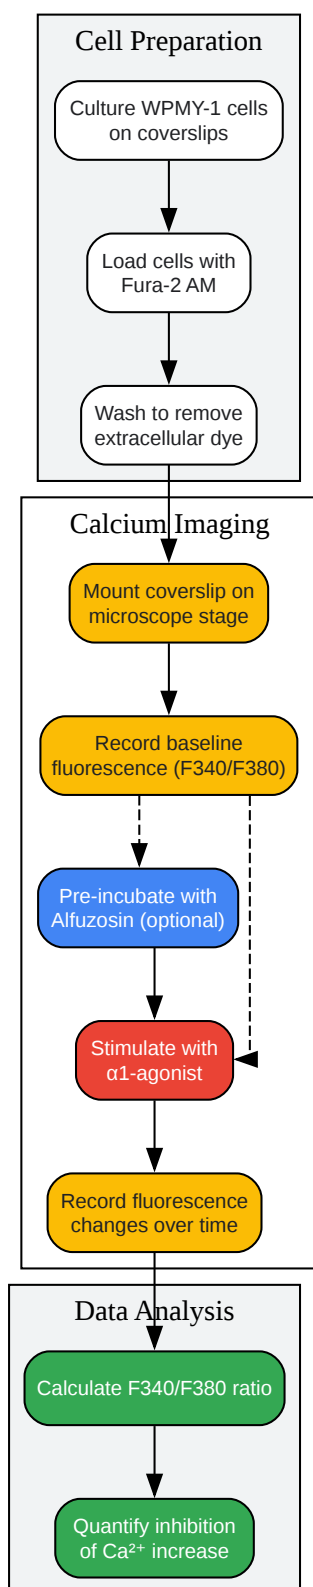 Cell Preparation
Culture WPMY-1 cells
on coverslips
Load cells with
Fura-2 AM
Wash to remove
extracellular dye
Calcium Imaging
Mount coverslip on
microscope stage
Record baseline
fluorescence (F340/F380)
Pre-incubate with
Alfuzosin (optional)
Stimulate with
α1-agonist
Record fluorescence
changes over time
Data Analysis
Calculate F340/F380 ratio
Quantify inhibition
of Ca²⁺ increase